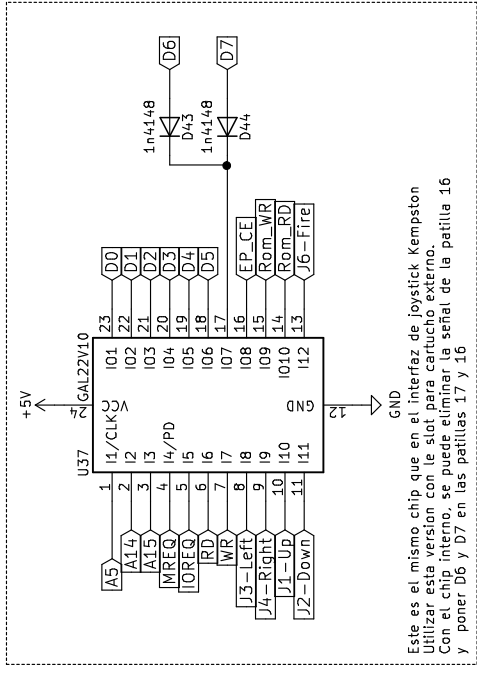 +5V
U37
24
GAL22V10
VCC
A5 1 I1/CLK IO1 23 D0
A14 2 I2 IO2 22 D1
A15 3 I3 IO3 21 D2
MREQ 4 I4/PD IO4 20 D3
IOREQ 5 I5 IO5 19 D4
RD 6 I6 IO6 18 D5
WR 7 I7 IO7 17
J3-Left 8 I8 IO8 16 EP_CE
J4-Right 9 I9 IO9 15 Rom_WR
J1-Up 10 I10 IO10 14 Rom_RD
J2-Down 11 I11 I12 13 J6-Fire
GND
12
GND
1n4148
D43
D6
1n4148
D44
D7
Este es el mismo chip que en el interfaz de joystick Kempston
Utilizar esta version con le slot para cartucho externo.
Con el chip interno, se puede eliminar la señal de la patilla 16
y poner D6 y D7 en las patillas 17 y 16